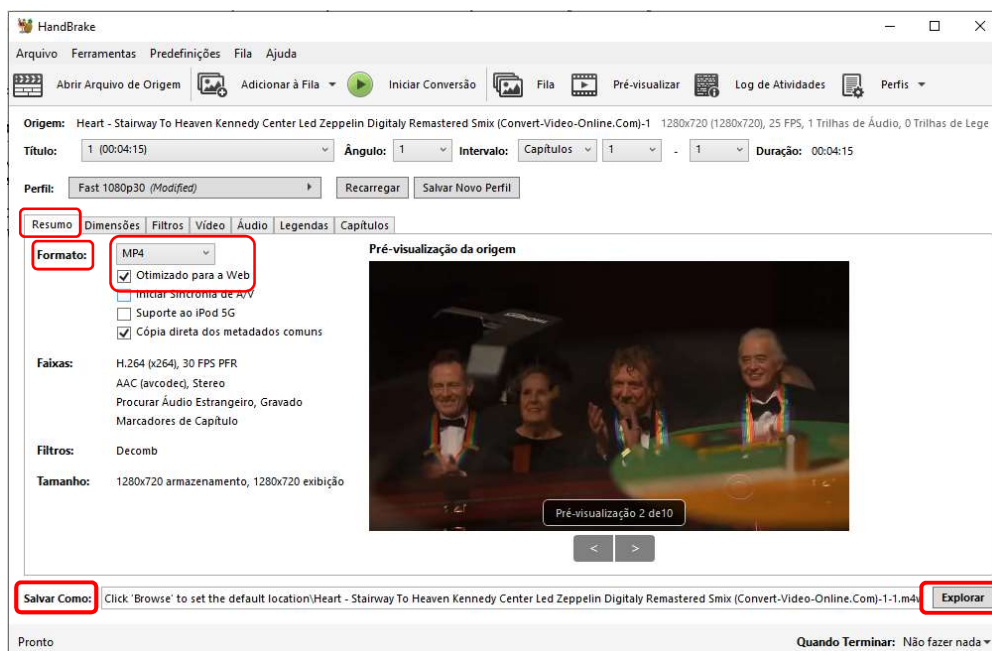 HandBrake
Arquivo Ferramentas Predefinições Fila Ajuda
Abrir Arquivo de Origem Adicionar à Fila Iniciar Conversão Fila Pré-visualizar Log de Atividades Perfis
Origem: Heart - Stairway To Heaven Kennedy Center Led Zeppelin Digitaly Remastered Smix (Convert-Video-Online.Com)-1 1280x720 (1280x720), 25 FPS, 1 Trilhas de Áudio, 0 Trilhas de Lege
Título: 1 (00:04:15) Ângulo: 1 Intervalo: Capítulos 1 - 1 Duração: 00:04:15
Perfil: Fast 1080p30 (Modified) Recarregar Salvar Novo Perfil
Resumo Dimensões Filtros Vídeo Áudio Legendas Capítulos
Formato: MP4 Pré-visualização da origem
Otimizado para a Web
Iniciar Sincronia de A/V
Suporte ao iPod 5G
Cópia direta dos metadados comuns
Faixas: H.264 (x264), 30 FPS PFR
AAC (avcodec), Stereo
Procurar Áudio Estrangeiro, Gravado
Marcadores de Capítulo
Filtros: Decomb
Tamanho: 1280x720 armazenamento, 1280x720 exibição
Pré-visualização 2 de10
< >
Salvar Como: Click 'Browse' to set the default location\Heart - Stairway To Heaven Kennedy Center Led Zeppelin Digitaly Remastered Smix (Convert-Video-Online.Com)-1-1.m4v Explorar
Pronto Quando Terminar: Não fazer nada